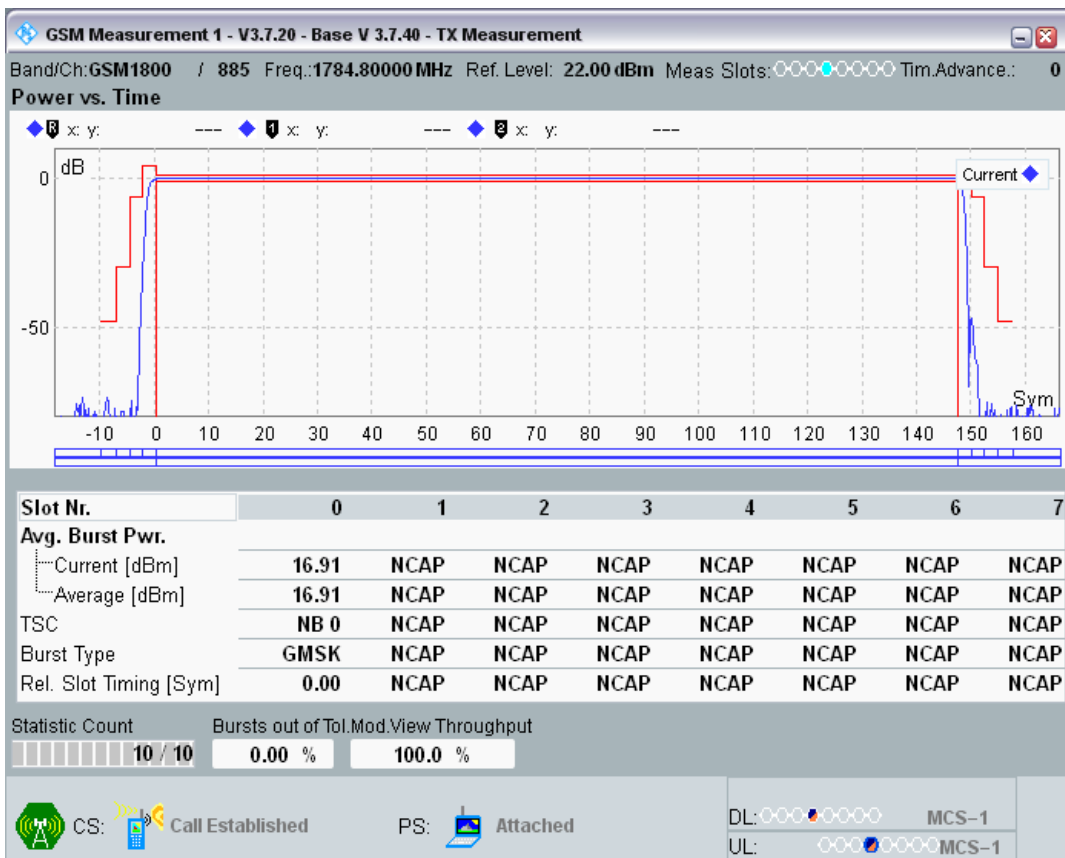 GSM Measurement 1 - V3.7.20 - Base V 3.7.40 - TX Measurement
Band/Ch:GSM1800 / 885 Freq.:1784.80000 MHz Ref. Level: 22.00 dBm Meas Slots: Tim.Advance.: 0
Power vs. Time
R x: y: --- 1 x: y: --- 2 x: y: ---
dB
0
Current
-50
Sym
-10 0 10 20 30 40 50 60 70 80 90 100 110 120 130 140 150 160
Slot Nr. 0 1 2 3 4 5 6 7
Avg. Burst Pwr.
Current [dBm] 16.91 NCAP NCAP NCAP NCAP NCAP NCAP NCAP
Average [dBm] 16.91 NCAP NCAP NCAP NCAP NCAP NCAP NCAP
TSC NB 0 NCAP NCAP NCAP NCAP NCAP NCAP NCAP
Burst Type GMSK NCAP NCAP NCAP NCAP NCAP NCAP NCAP
Rel. Slot Timing [Sym] 0.00 NCAP NCAP NCAP NCAP NCAP NCAP NCAP
Statistic Count Bursts out of Tol.Mod.View Throughput
10 / 10 0.00 % 100.0 %
CS: Call Established PS: Attached
DL: MCS-1
UL: MCS-1